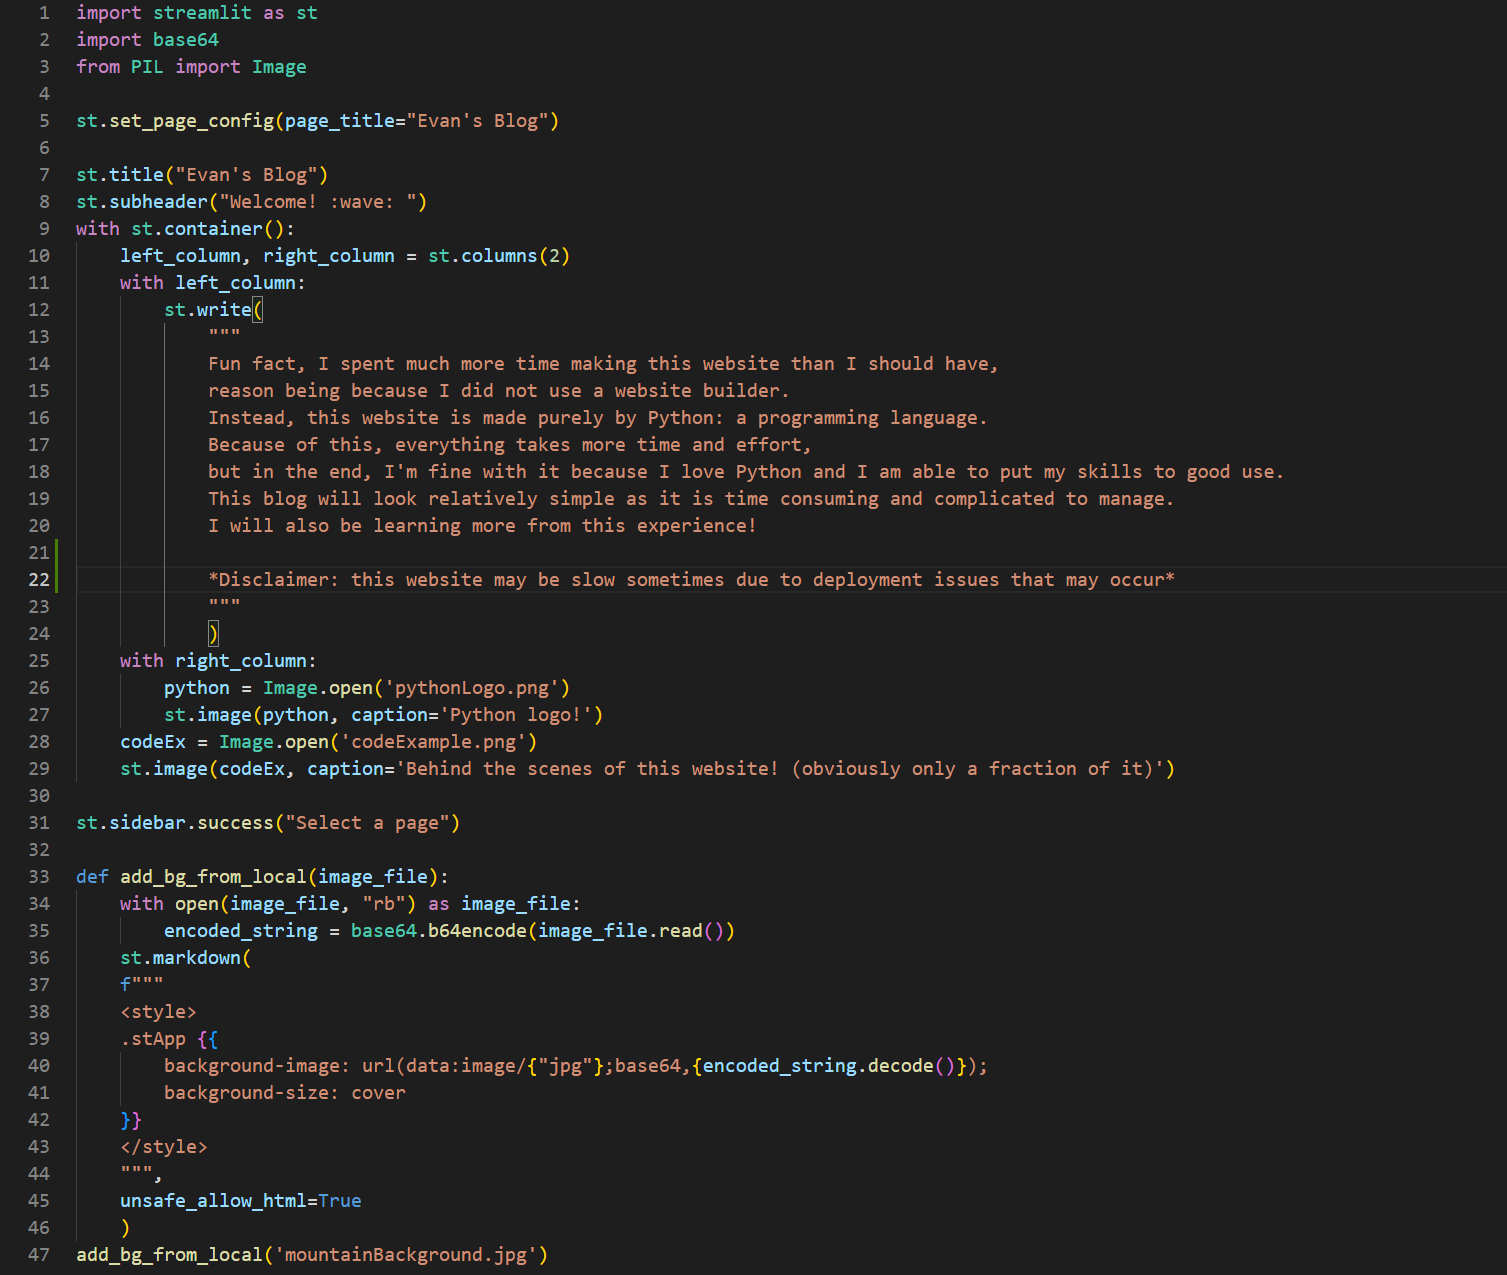 1 import streamlit as st
2 import base64
3 from PIL import Image
4
5 st.set_page_config(page_title="Evan's Blog")
6
7 st.title("Evan's Blog")
8 st.subheader("Welcome! :wave: ")
9 with st.container():
10     left_column, right_column = st.columns(2)
11     with left_column:
12         st.write(
13             """
14             Fun fact, I spent much more time making this website than I should have,
15             reason being because I did not use a website builder.
16             Instead, this website is made purely by Python: a programming language.
17             Because of this, everything takes more time and effort,
18             but in the end, I'm fine with it because I love Python and I am able to put my skills to good use.
19             This blog will look relatively simple as it is time consuming and complicated to manage.
20             I will also be learning more from this experience!
21
22             *Disclaimer: this website may be slow sometimes due to deployment issues that may occur*
23             """
24             )
25     with right_column:
26         python = Image.open('pythonLogo.png')
27         st.image(python, caption='Python logo!')
28     codeEx = Image.open('codeExample.png')
29     st.image(codeEx, caption='Behind the scenes of this website! (obviously only a fraction of it)')
30
31 st.sidebar.success("Select a page")
32
33 def add_bg_from_local(image_file):
34     with open(image_file, "rb") as image_file:
35         encoded_string = base64.b64encode(image_file.read())
36     st.markdown(
37     f"""
38     <style>
39     .stApp {{
40         background-image: url(data:image/{"jpg"};base64,{encoded_string.decode()});
41         background-size: cover
42     }}
43     </style>
44     """,
45     unsafe_allow_html=True
46     )
47 add_bg_from_local('mountainBackground.jpg')